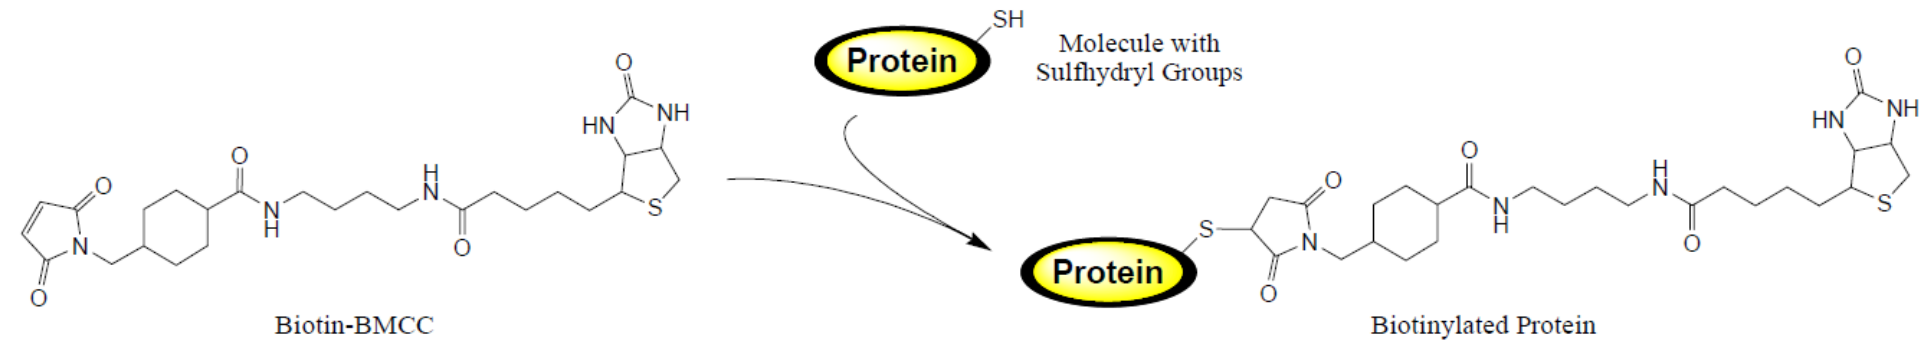 SH
Protein
Molecule with
Sulfhydryl Groups
O
HN
NH
O
H
N
O
N
H
S
O
N
O
Biotin-BMCC
O
HN
NH
O
H
N
O
S
N
H
S
O
N
O
Protein
O
Biotinylated Protein